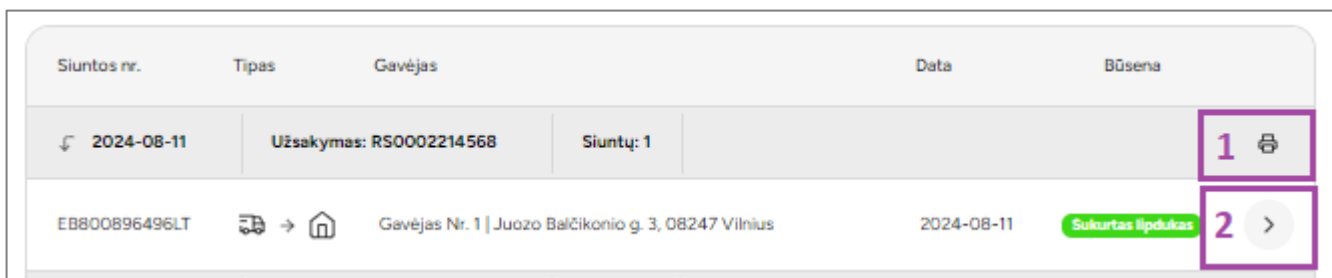 Siuntos nr. Tipas Gavėjas Data Būsena
2024-08-11 Užsakymas: RS0002214568 Siuntų: 1 1
EB800896496LT Gavėjas Nr. 1 | Juozo Balčikonio g. 3, 08247 Vilnius 2024-08-11 Sukurtas lipdukas 2